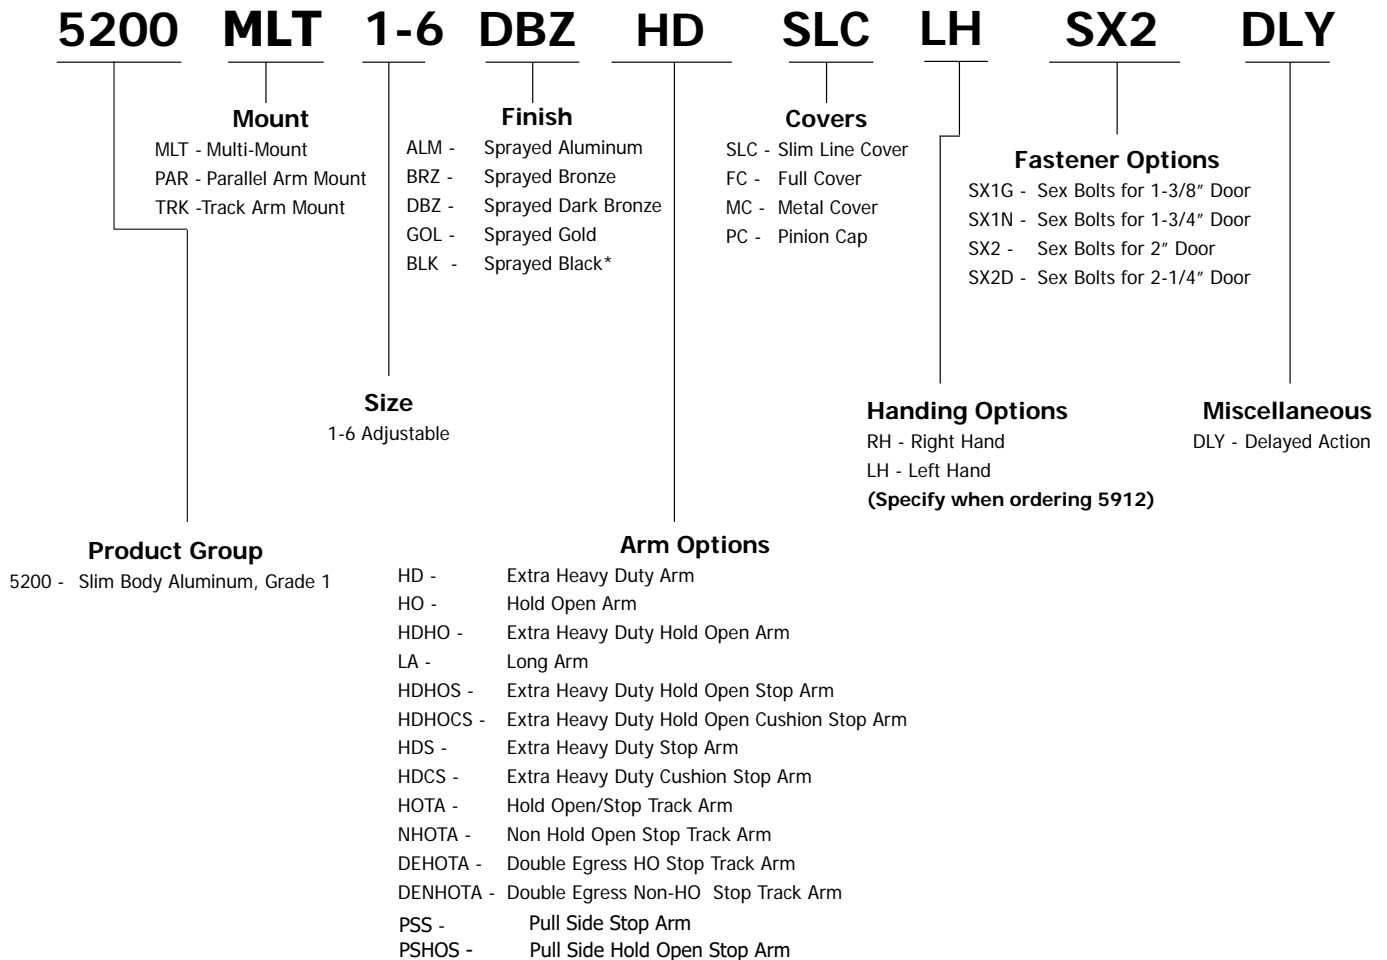 5200 MLT 1-6 DBZ HD SLC LH SX2 DLY
Mount
MLT - Multi-Mount
PAR - Parallel Arm Mount
TRK -Track Arm Mount
Finish
ALM - Sprayed Aluminum
BRZ - Sprayed Bronze
DBZ - Sprayed Dark Bronze
GOL - Sprayed Gold
BLK - Sprayed Black*
Covers
SLC - Slim Line Cover
FC - Full Cover
MC - Metal Cover
PC - Pinion Cap
Fastener Options
SX1G - Sex Bolts for 1-3/8" Door
SX1N - Sex Bolts for 1-3/4" Door
SX2 - Sex Bolts for 2" Door
SX2D - Sex Bolts for 2-1/4" Door
Size
1-6 Adjustable
Handing Options
RH - Right Hand
LH - Left Hand
(Specify when ordering 5912)
Miscellaneous
DLY - Delayed Action
Product Group
5200 - Slim Body Aluminum, Grade 1
Arm Options
HD - Extra Heavy Duty Arm
HO - Hold Open Arm
HDHO - Extra Heavy Duty Hold Open Arm
LA - Long Arm
HDHOS - Extra Heavy Duty Hold Open Stop Arm
HDHOCS - Extra Heavy Duty Hold Open Cushion Stop Arm
HDS - Extra Heavy Duty Stop Arm
HDCS - Extra Heavy Duty Cushion Stop Arm
HOTA - Hold Open/Stop Track Arm
NHOTA - Non Hold Open Stop Track Arm
DEHOTA - Double Egress HO Stop Track Arm
DENHOTA - Double Egress Non-HO Stop Track Arm
PSS - Pull Side Stop Arm
PSHOS - Pull Side Hold Open Stop Arm